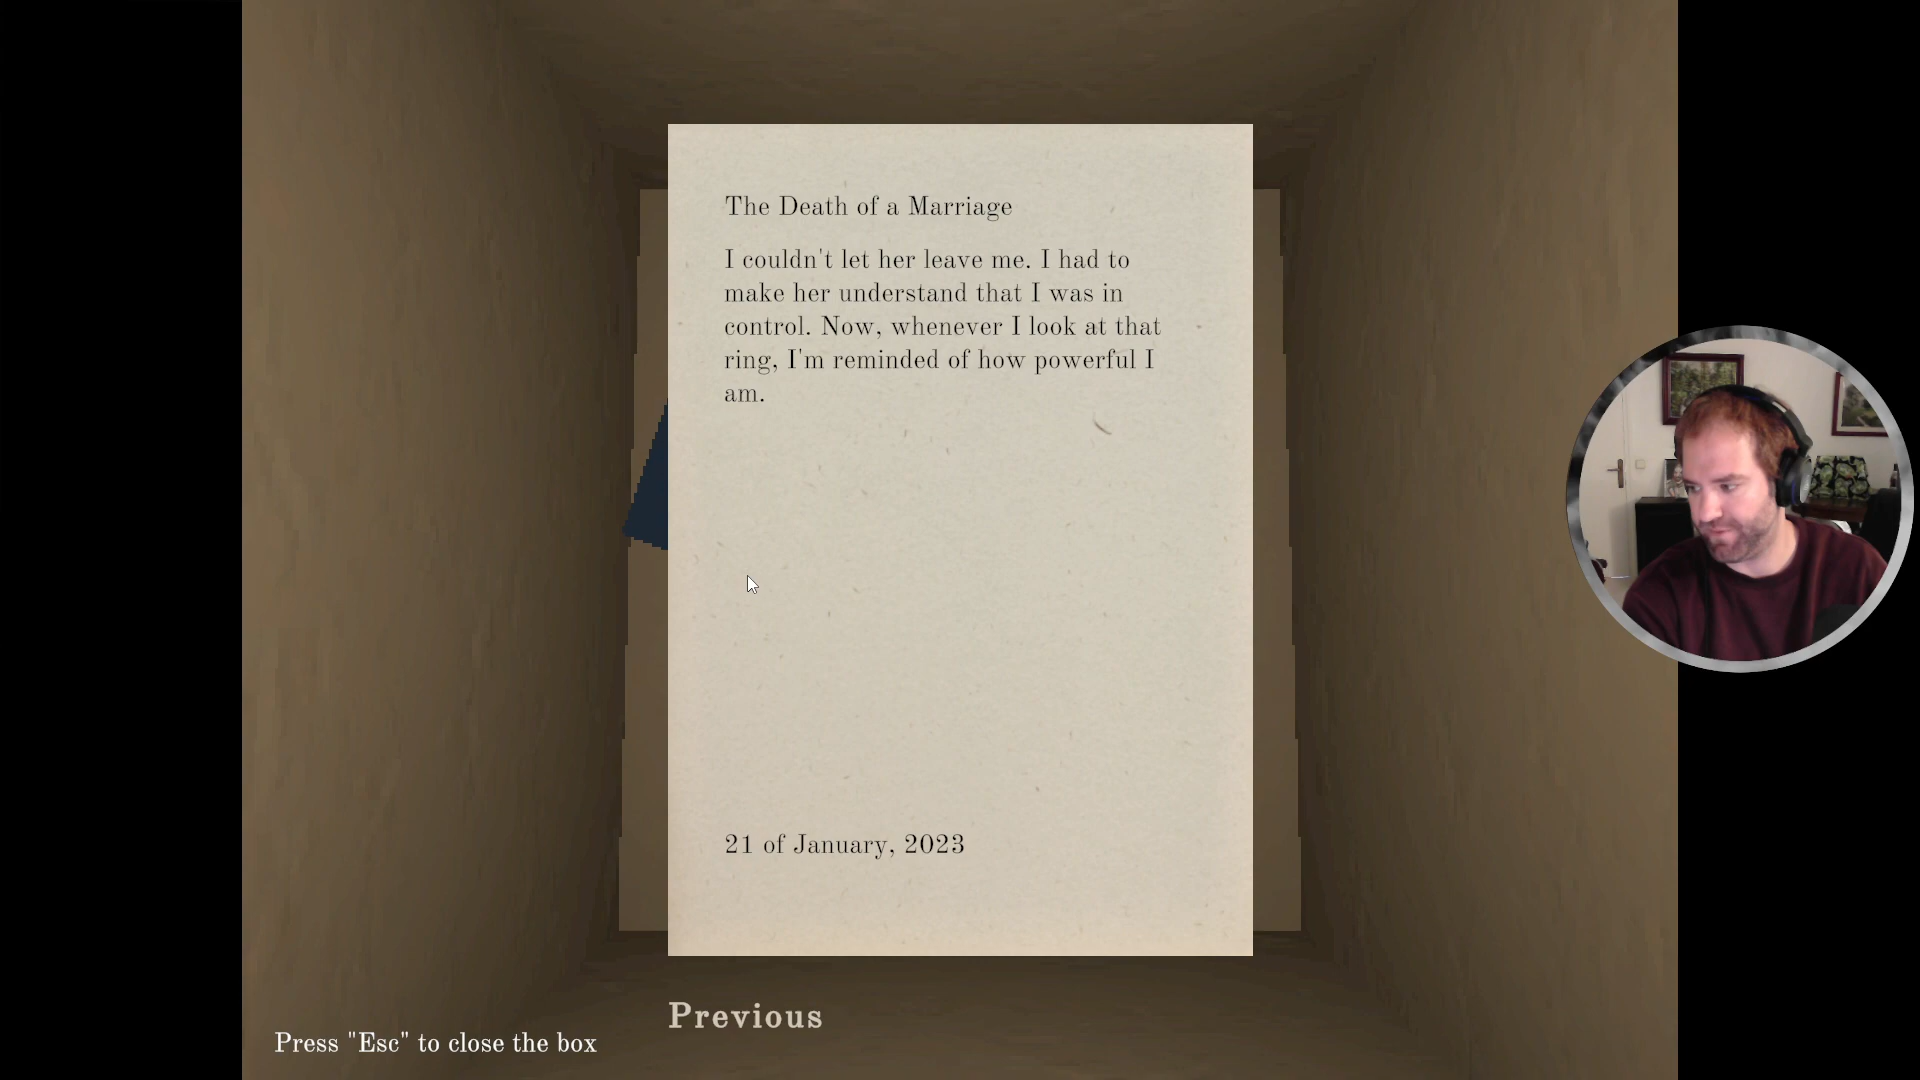 The Death of a Marriage
I couldn't let her leave me. I had to
make her understand that I was in
control. Now, whenever I look at that
ring, I'm reminded of how powerful I
am.
21 of January, 2023
Previous
Press "Esc" to close the box